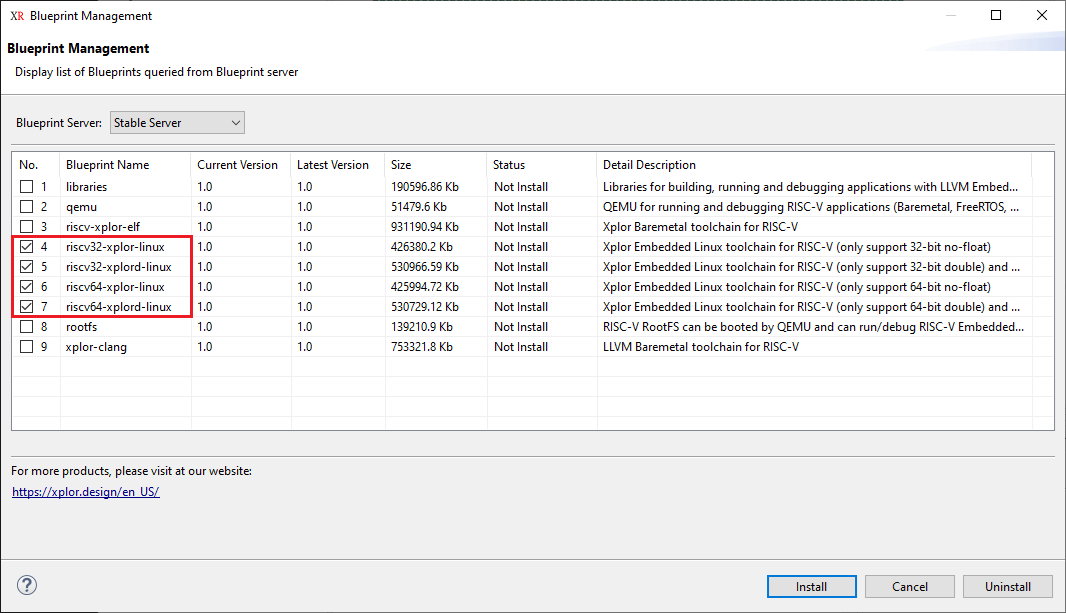 XR Blueprint Management
Blueprint Management
Display list of Blueprints queried from Blueprint server
Blueprint Server: Stable Server
No. Blueprint Name Current Version Latest Version Size Status Detail Description
1 libraries 1.0 1.0 190596.86 Kb Not Install Libraries for building, running and debugging applications with LLVM Embed...
2 qemu 1.0 1.0 51479.6 Kb Not Install QEMU for running and debugging RISC-V applications (Baremetal, FreeRTOS, ...
3 riscv-xplor-elf 1.0 1.0 931190.94 Kb Not Install Xplor Baremetal toolchain for RISC-V
4 riscv32-xplor-linux 1.0 1.0 426380.2 Kb Not Install Xplor Embedded Linux toolchain for RISC-V (only support 32-bit no-float)
5 riscv32-xplord-linux 1.0 1.0 530966.59 Kb Not Install Xplor Embedded Linux toolchain for RISC-V (only support 32-bit double) and ...
6 riscv64-xplor-linux 1.0 1.0 425994.72 Kb Not Install Xplor Embedded Linux toolchain for RISC-V (only support 64-bit no-float)
7 riscv64-xplord-linux 1.0 1.0 530729.12 Kb Not Install Xplor Embedded Linux toolchain for RISC-V (only support 64-bit double) and ...
8 rootfs 1.0 1.0 139210.9 Kb Not Install RISC-V RootFS can be booted by QEMU and can run/debug RISC-V Embedded...
9 xplor-clang 1.0 1.0 753321.8 Kb Not Install LLVM Baremetal toolchain for RISC-V
For more products, please visit at our website:
https://xplor.design/en_US/
? Install Cancel Uninstall